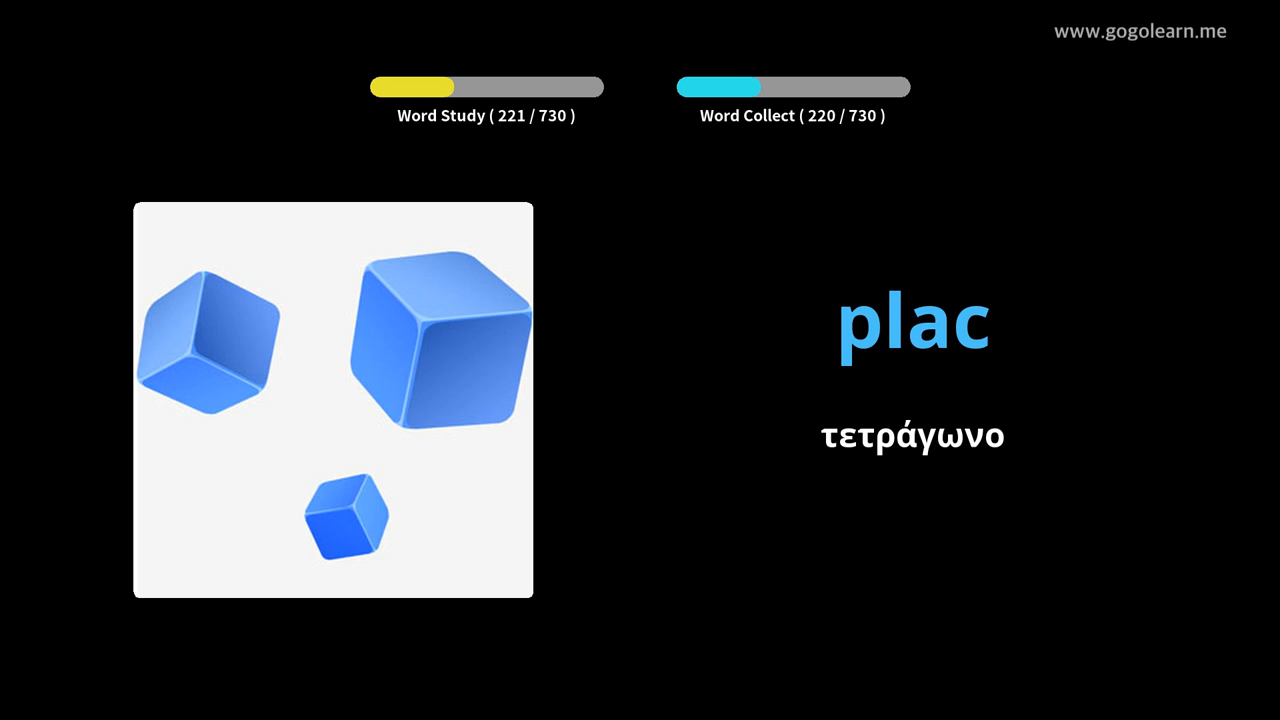 www.gogolearn.me
Word Study ( 221 / 730 )
Word Collect ( 220 / 730 )
plac
τετράγωνο